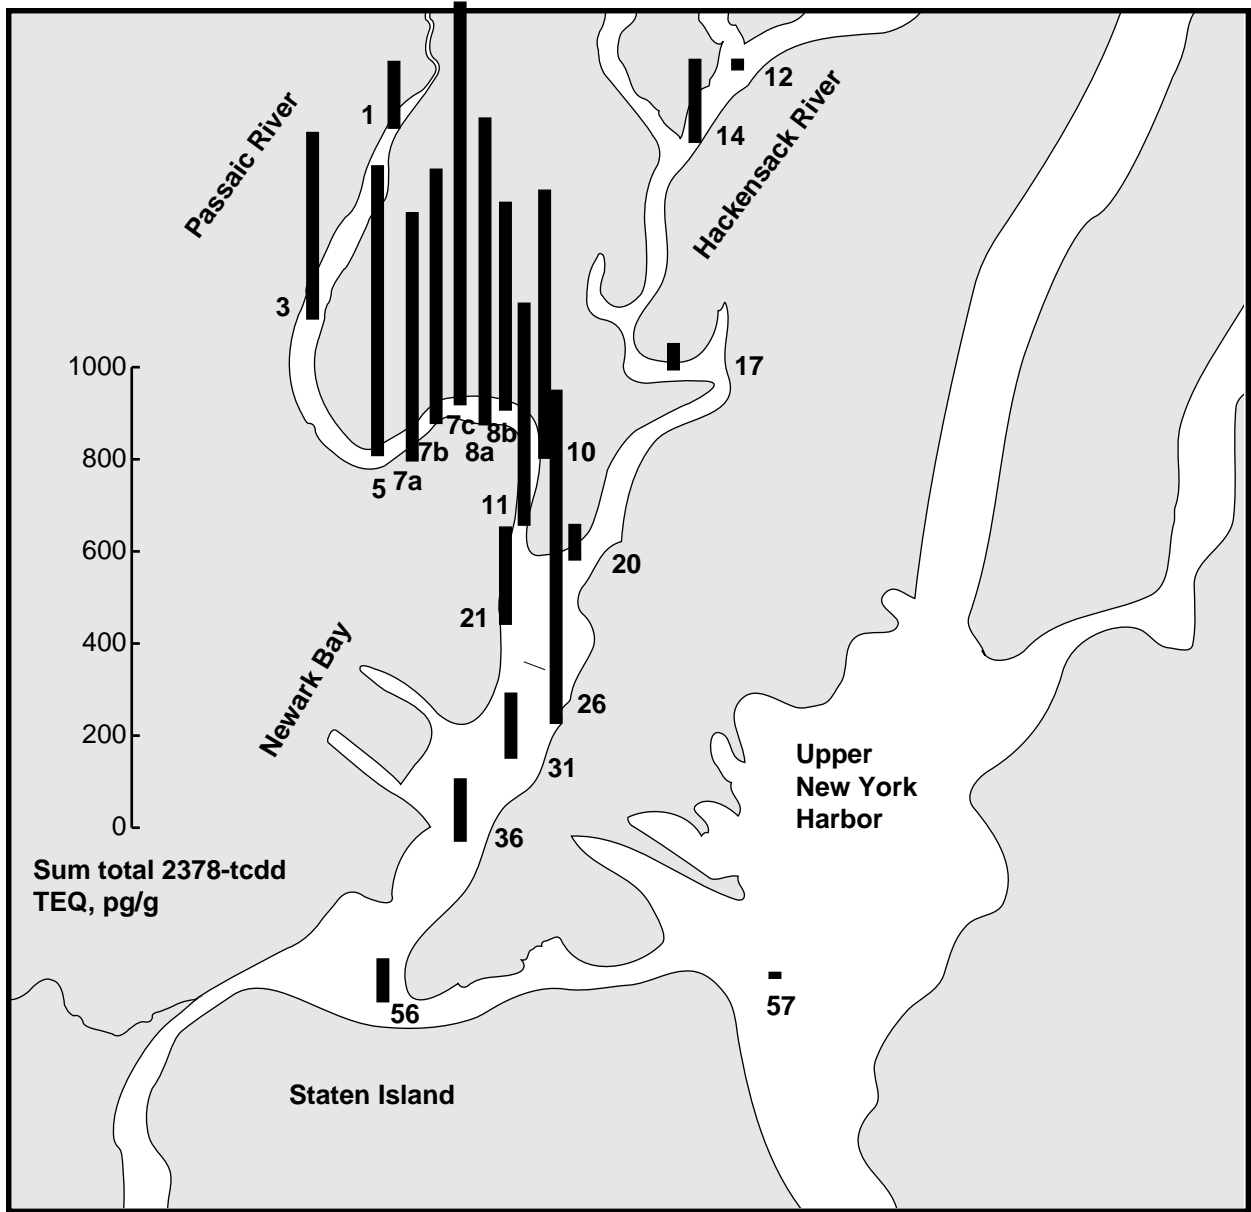 12
1
14
Passaic River
Hackensack River
3
17
1000
7c
8b
7b
8a
10
800
7a
5
11
600
20
21
400
Newark Bay
26
200
31
Upper
New York
Harbor
0
36
Sum total 2378-tcdd
TEQ, pg/g
57
56
Staten Island